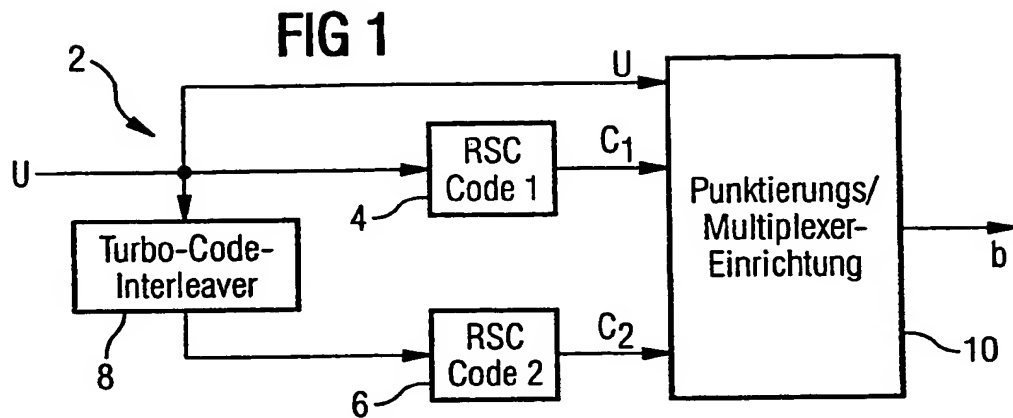 FIG 1
2
U
U
RSC
Code 1
C1
4
Punktierungs/
Multiplexer-
Einrichtung
b
Turbo-Code-
Interleaver
8
RSC
Code 2
C2
6
10